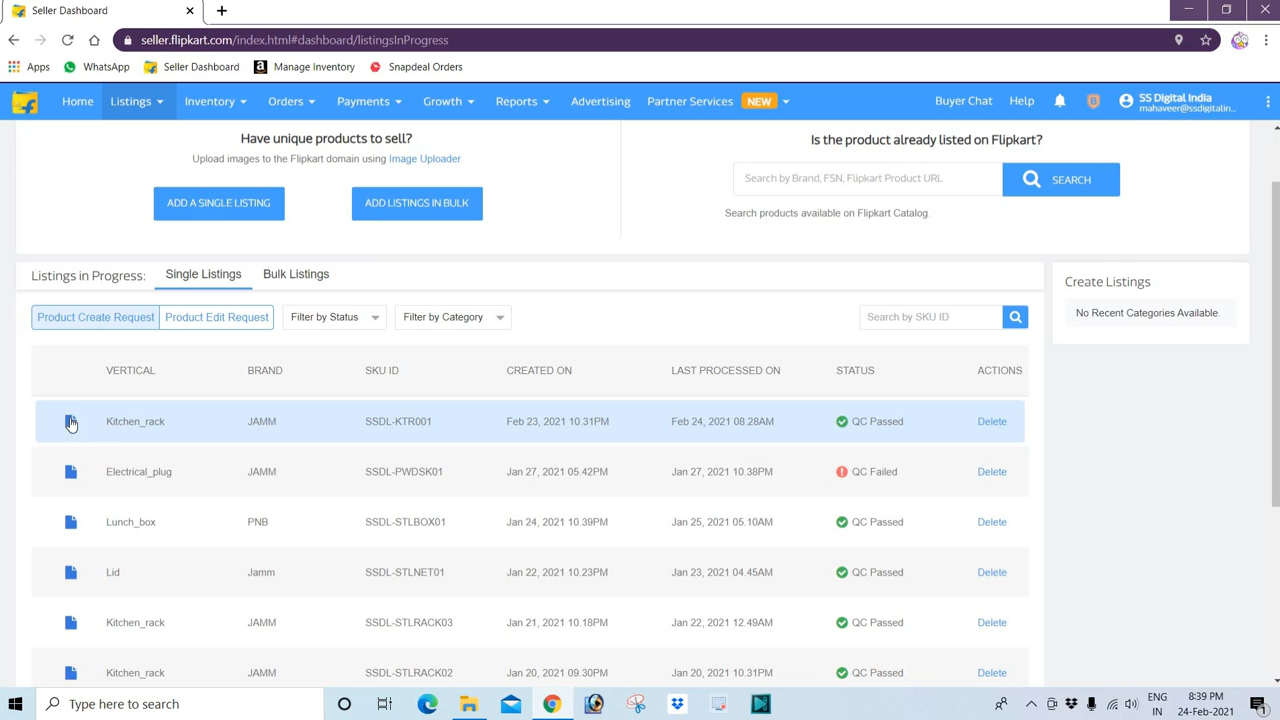 Seller Dashboard
seller.flipkart.com/index.html#dashboard/listingsInProgress
Apps WhatsApp Seller Dashboard Manage Inventory Snapdeal Orders
Home Listings Inventory Orders Payments Growth Reports Advertising Partner Services NEW Buyer Chat Help SS Digital India
mahaveer@ssdigitalin...
Have unique products to sell?
Upload images to the Flipkart domain using Image Uploader
ADD A SINGLE LISTING ADD LISTINGS IN BULK
Is the product already listed on Flipkart?
Search by Brand, FSN, Flipkart Product URL SEARCH
Search products available on Flipkart Catalog.
Listings in Progress: Single Listings Bulk Listings
Product Create Request Product Edit Request Filter by Status Filter by Category Search by SKU ID
Create Listings
No Recent Categories Available.
VERTICAL BRAND SKU ID CREATED ON LAST PROCESSED ON STATUS ACTIONS
Kitchen_rack JAMM SSDL-KTR001 Feb 23, 2021 10.31PM Feb 24, 2021 08.28AM QC Passed Delete
Electrical_plug JAMM SSDL-PWDSK01 Jan 27, 2021 05.42PM Jan 27, 2021 10.38PM QC Failed Delete
Lunch_box PNB SSDL-STLBOX01 Jan 24, 2021 10.39PM Jan 25, 2021 05.10AM QC Passed Delete
Lid Jamm SSDL-STLNET01 Jan 22, 2021 10.23PM Jan 23, 2021 04.45AM QC Passed Delete
Kitchen_rack JAMM SSDL-STLRACK03 Jan 21, 2021 10.18PM Jan 22, 2021 12.49AM QC Passed Delete
Kitchen_rack JAMM SSDL-STLRACK02 Jan 20, 2021 09.30PM Jan 20, 2021 10.31PM QC Passed Delete
Type here to search
ENG
IN
8:39 PM
24-Feb-2021